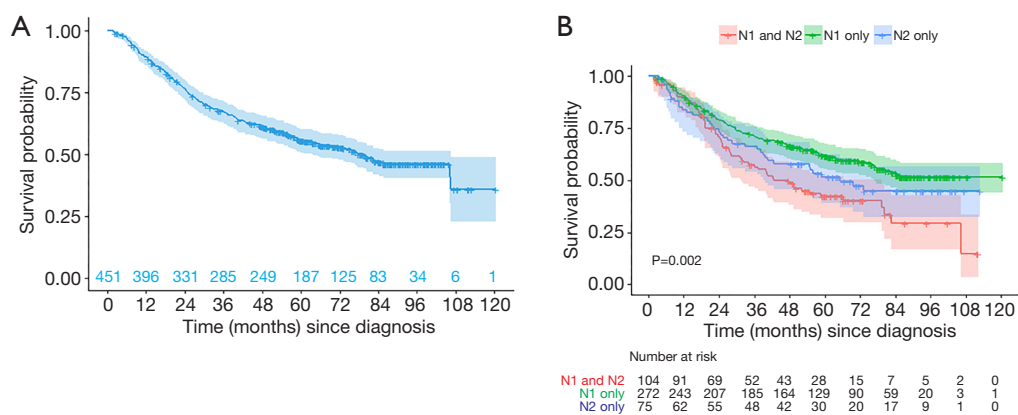 A
1.00
0.75
0.50
0.25
0.00
Survival probability
451 396 331 285 249 187 125 83 34 6 1
0 12 24 36 48 60 72 84 96 108 120
Time (months) since diagnosis
B
N1 and N2 N1 only N2 only
1.00
0.75
0.50
0.25
0.00
Survival probability
P=0.002
0 12 24 36 48 60 72 84 96 108 120
Time (months) since diagnosis
Number at risk
N1 and N2 104 91 69 52 43 28 15 7 5 2 0
N1 only 272 243 207 185 164 129 90 59 20 3 1
N2 only 75 62 55 48 42 30 20 17 9 1 0